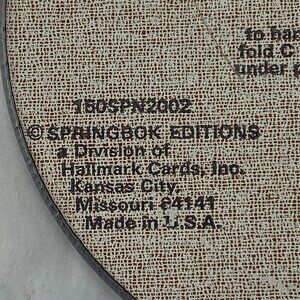 to ha
fold C
under
150SPN2002
© SPRINGBOK EDITIONS
a Division of
Hallmark Cards, Inc.
Kansas City,
Missouri 64141
Made in U.S.A.